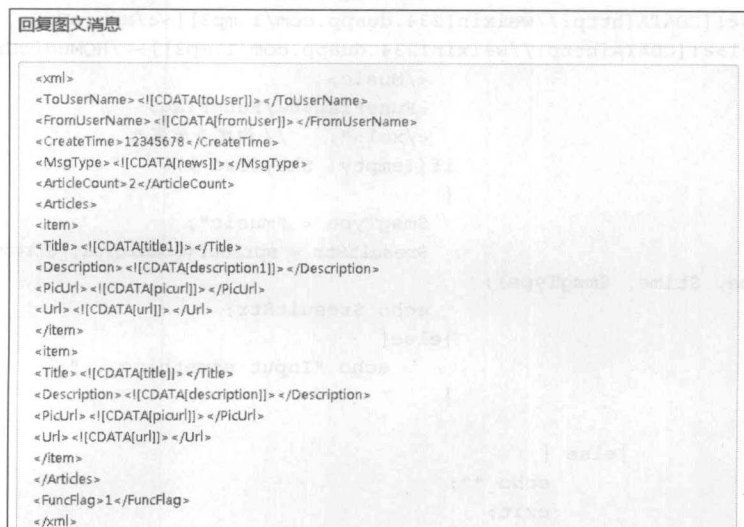 回复图文消息
<xml>
<ToUserName><![CDATA[toUser]]></ToUserName>
<FromUserName><![CDATA[fromUser]]></FromUserName>
<CreateTime>12345678</CreateTime>
<MsgType><![CDATA[news]]></MsgType>
<ArticleCount>2</ArticleCount>
<Articles>
<item>
<Title><![CDATA[title1]]></Title>
<Description><![CDATA[description1]]></Description>
<PicUrl><![CDATA[picurl]]></PicUrl>
<Url><![CDATA[url]]></Url>
</item>
<item>
<Title><![CDATA[title]]></Title>
<Description><![CDATA[description]]></Description>
<PicUrl><![CDATA[picurl]]></PicUrl>
<Url><![CDATA[url]]></Url>
</item>
</Articles>
<FuncFlag>1</FuncFlag>
</xml>